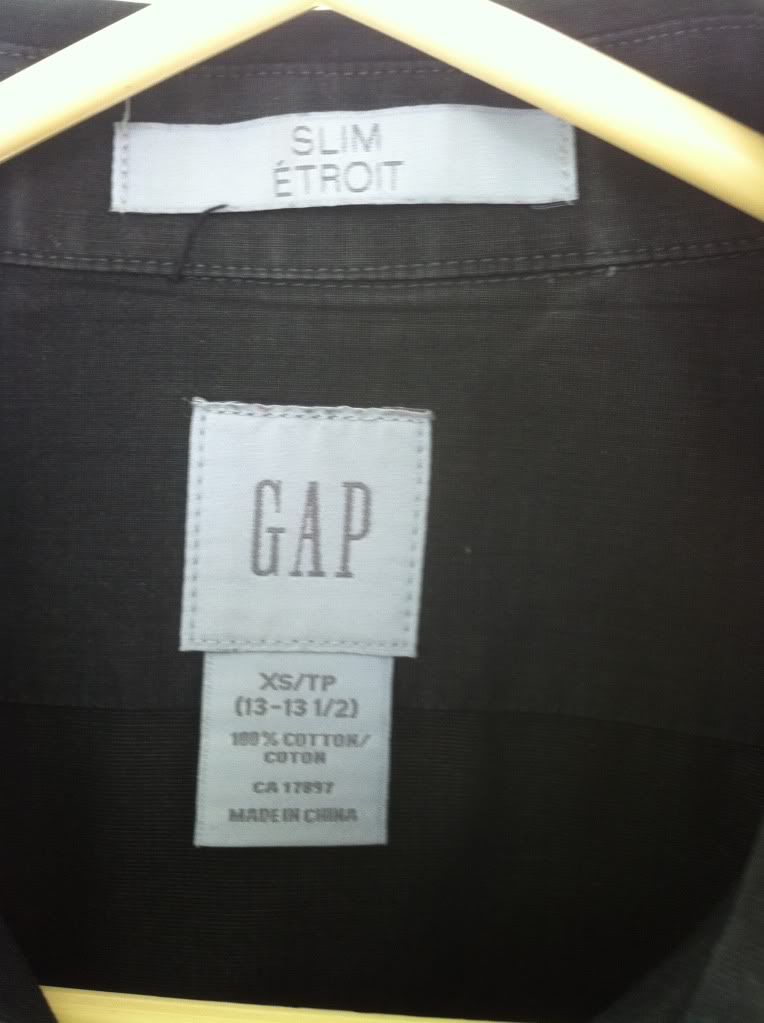 SLIM
ÉTROIT
GAP
XS/TP
(13-13 1/2)
100% COTTON/
COTON
CA 17897
MADE IN CHINA